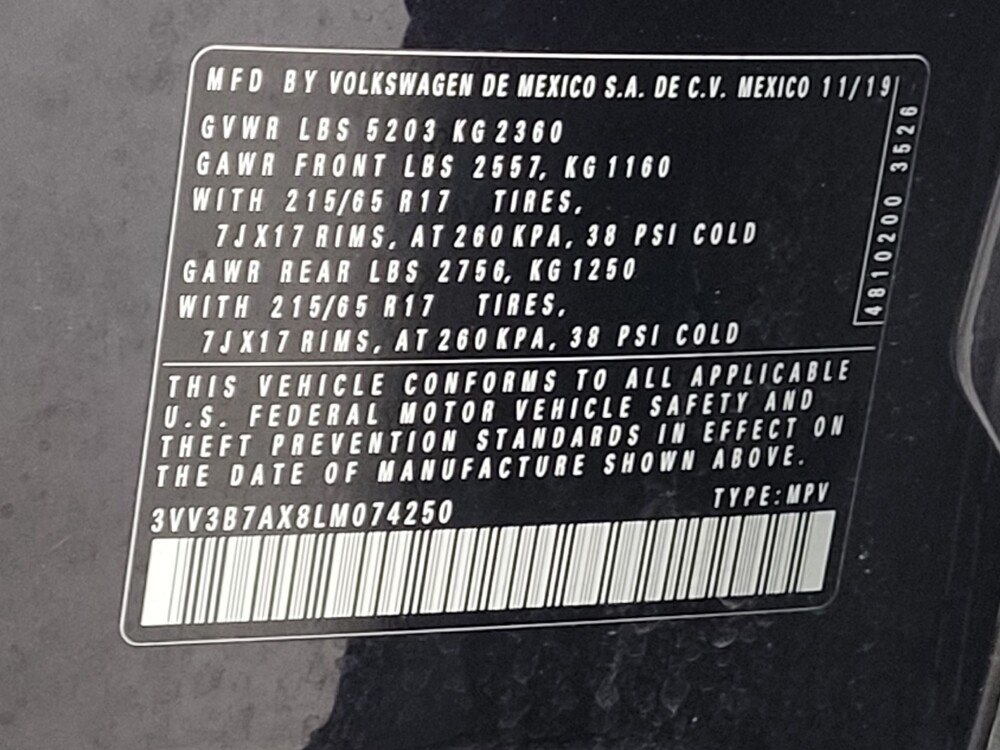 MFD BY VOLKSWAGEN DE MEXICO S.A. DE C.V. MEXICO 11/19
GVWR LBS 5203 KG 2360
GAWR FRONT LBS 2557, KG 1160
WITH 215/65 R17 TIRES,
7JX17 RIMS, AT 260 KPA, 38 PSI COLD
GAWR REAR LBS 2756, KG 1250
WITH 215/65 R17 TIRES,
7JX17 RIMS, AT 260 KPA, 38 PSI COLD
4810200 3526
THIS VEHICLE CONFORMS TO ALL APPLICABLE
U.S. FEDERAL MOTOR VEHICLE SAFETY AND
THEFT PREVENTION STANDARDS IN EFFECT ON
THE DATE OF MANUFACTURE SHOWN ABOVE.
3VV3B7AX8LM074250
TYPE: MPV